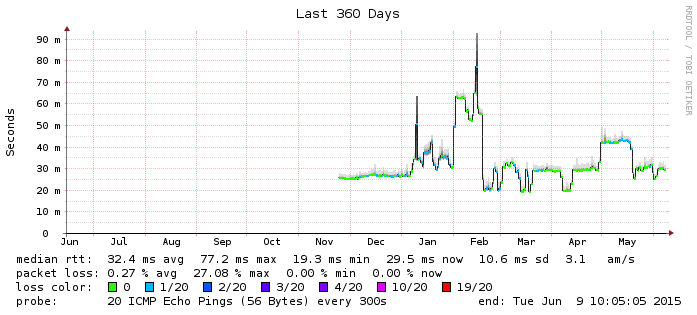 Last 360 Days
RRDTOOL / TOBI OETIKER
Seconds
90 m
80 m
70 m
60 m
50 m
40 m
30 m
20 m
10 m
0
Jun Jul Aug Sep Oct Nov Dec Jan Feb Mar Apr May
median rtt: 32.4 ms avg 77.2 ms max 19.3 ms min 29.5 ms now 10.6 ms sd 3.1 am/s
packet loss: 0.27 % avg 27.08 % max 0.00 % min 0.00 % now
loss color: 0 1/20 2/20 3/20 4/20 10/20 19/20
probe: 20 ICMP Echo Pings (56 Bytes) every 300s end: Tue Jun 9 10:05:05 2015